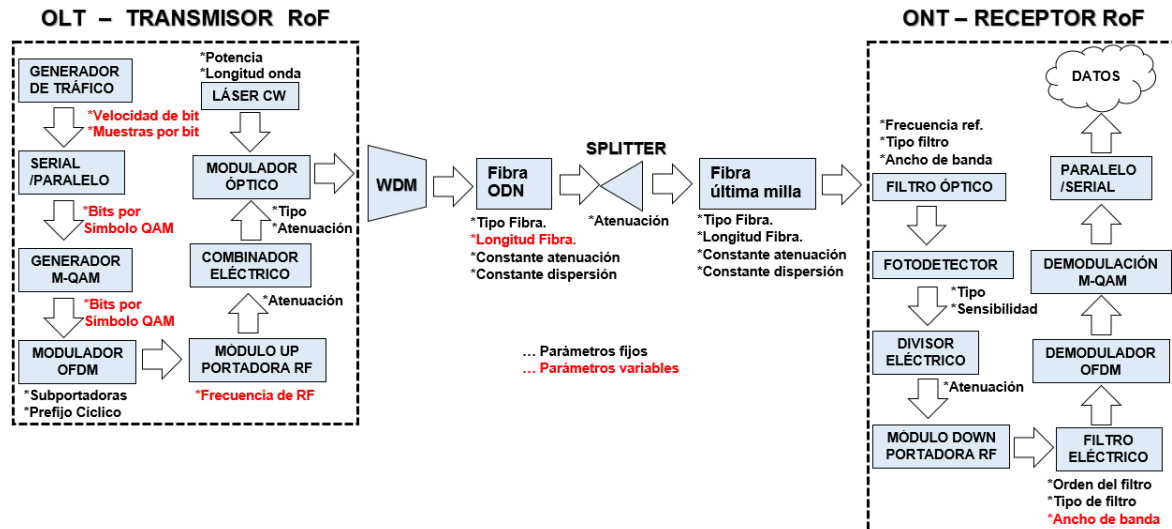 OLT – TRANSMISOR RoF
GENERADOR
DE TRÁFICO
*Velocidad de bit
*Muestras por bit
SERIAL
/PARALELO
*Bits por
Simbolo QAM
GENERADOR
M-QAM
*Bits por
Simbolo QAM
MODULADOR
OFDM
*Subportadoras
*Prefijo Cíclico
MÓDULO UP
PORTADORA RF
*Frecuencia de RF
*Atenuación
COMBINADOR
ELÉCTRICO
*Tipo
*Atenuación
MODULADOR
ÓPTICO
*Potencia
*Longitud onda
LÁSER CW
WDM
Fibra
ODN
*Tipo Fibra.
*Longitud Fibra.
*Constante atenuación
*Constante dispersión
SPLITTER
*Atenuación
Fibra
última milla
*Tipo Fibra.
*Longitud Fibra.
*Constante atenuación
*Constante dispersión
... Parámetros fijos
... Parámetros variables
ONT – RECEPTOR RoF
*Frecuencia ref.
*Tipo filtro
*Ancho de banda
FILTRO ÓPTICO
FOTODETECTOR
*Tipo
*Sensibilidad
DIVISOR
ELÉCTRICO
*Atenuación
MÓDULO DOWN
PORTADORA RF
FILTRO
ELÉCTRICO
*Orden del filtro
*Tipo de filtro
*Ancho de banda
DEMODULADOR
OFDM
DEMODULACIÓN
M-QAM
PARALELO
/SERIAL
DATOS